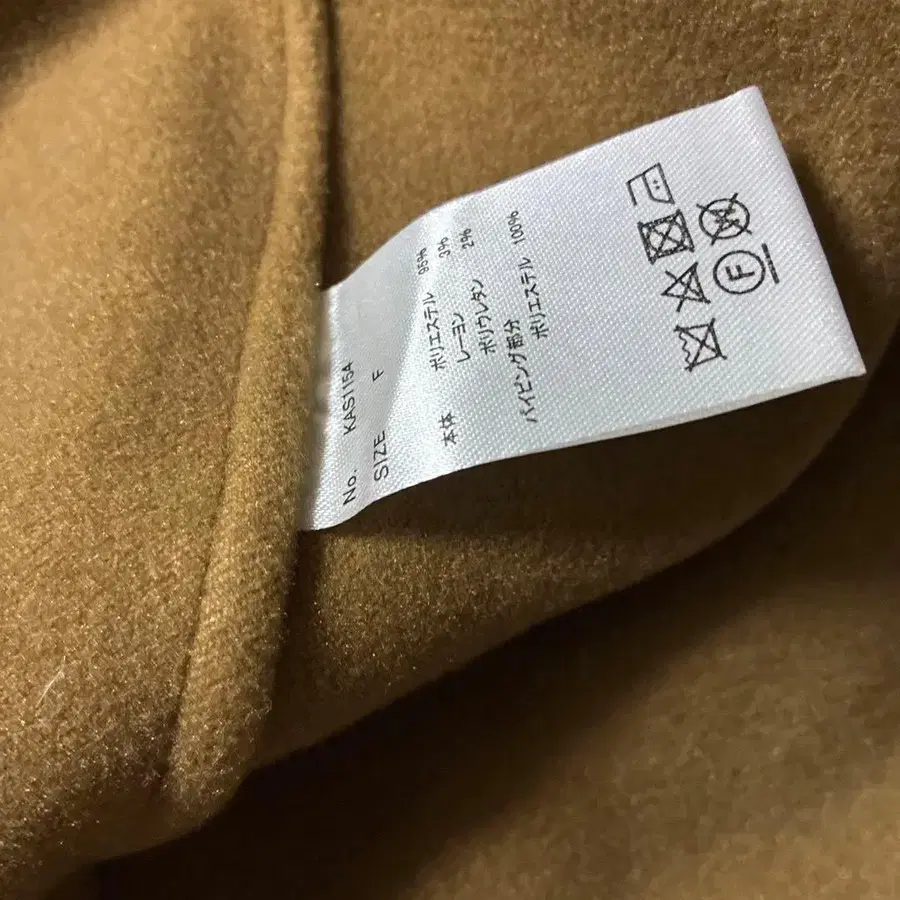 No. KAS1154
SIZE F
本体 ポリエステル 95%
レーヨン 3%
ポリウレタン 2%
パイピング部分
ポリエステル 100%
W
F